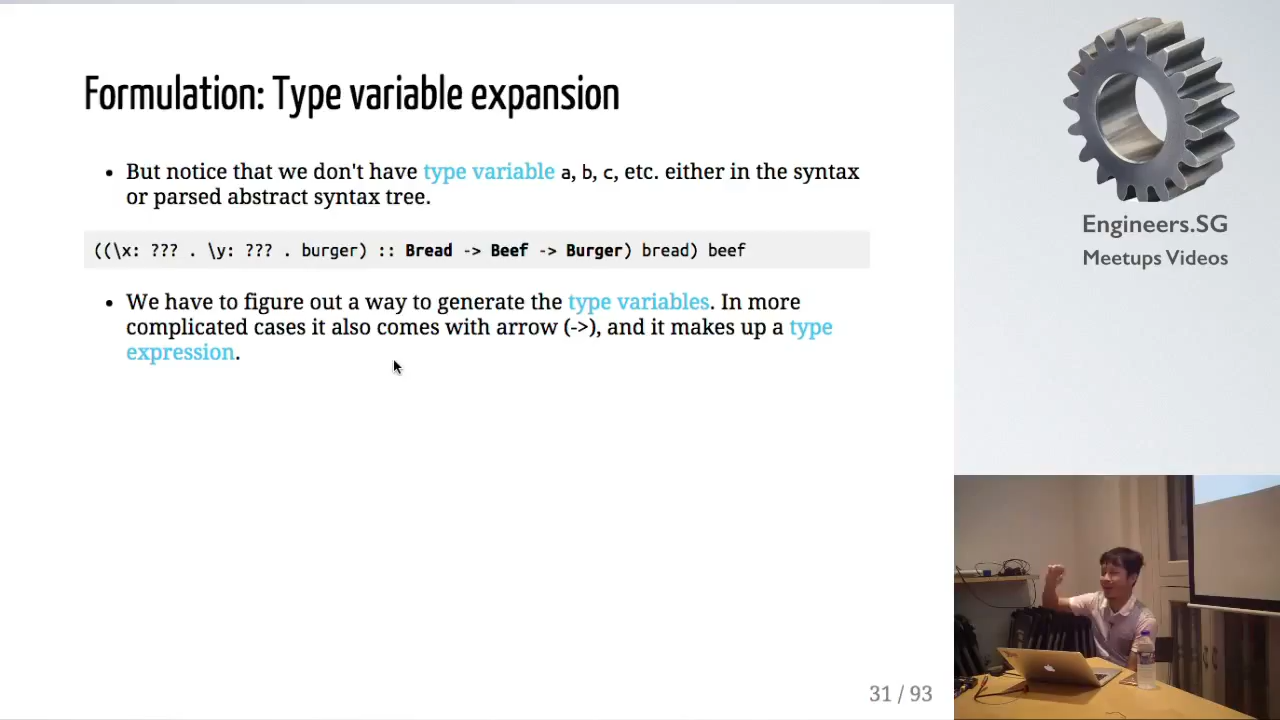 Formulation: Type variable expansion
• But notice that we don't have type variable a, b, c, etc. either in the syntax
or parsed abstract syntax tree.
((\x: ??? . \y: ??? . burger) :: Bread -> Beef -> Burger) bread) beef
• We have to figure out a way to generate the type variables. In more
complicated cases it also comes with arrow (->), and it makes up a type
expression.
31 / 93
Engineers.SG
Meetups Videos